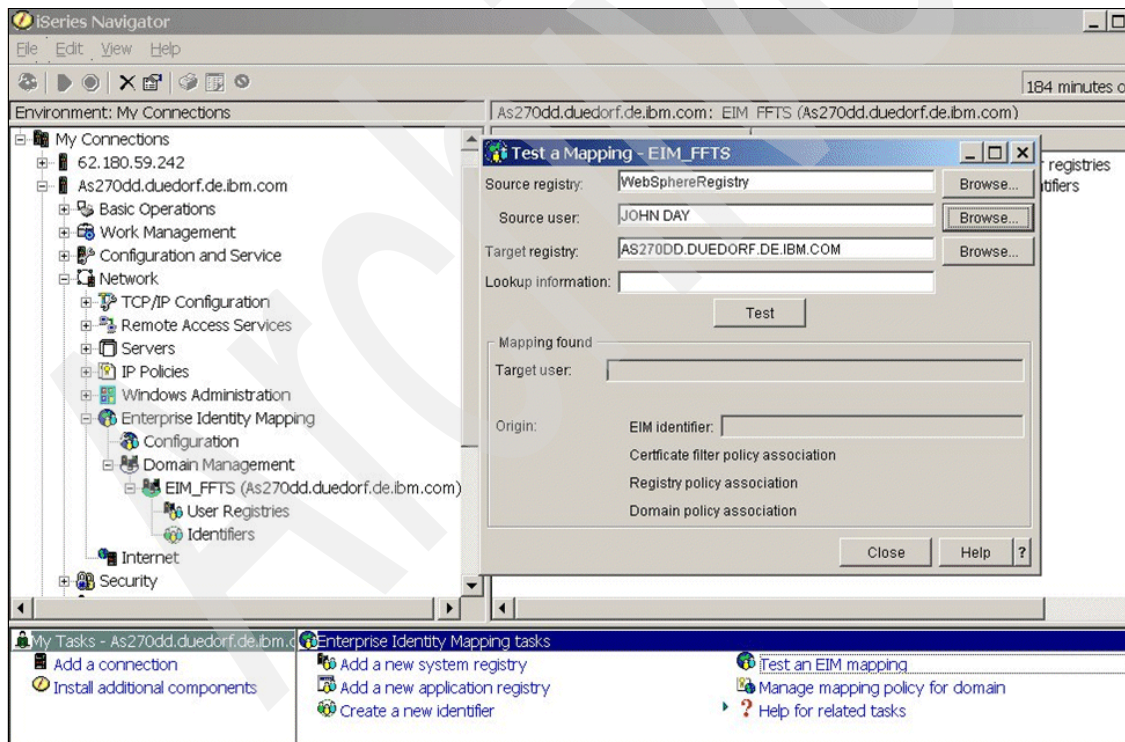 iSeries Navigator
File Edit View Help
184 minutes o
Environment: My Connections
As270dd.duedorf.de.ibm.com: EIM_FFTS (As270dd.duedorf.de.ibm.com)
My Connections
62.180.59.242
As270dd.duedorf.de.ibm.com
Basic Operations
Work Management
Configuration and Service
Network
TCP/IP Configuration
Remote Access Services
Servers
IP Policies
Windows Administration
Enterprise Identity Mapping
Configuration
Domain Management
EIM_FFTS (As270dd.duedorf.de.ibm.com)
User Registries
Identifiers
Internet
Security
r registries
tifiers
Test a Mapping - EIM_FFTS
Source registry: WebSphereRegistry Browse...
Source user: JOHN DAY Browse...
Target registry: AS270DD.DUEDORF.DE.IBM.COM Browse...
Lookup information:
Test
Mapping found
Target user:
Origin: EIM identifier:
Certficate filter policy association
Registry policy association
Domain policy association
Close Help ?
My Tasks - As270dd.duedorf.de.ibm.c
Add a connection
Install additional components
Enterprise Identity Mapping tasks
Add a new system registry
Add a new application registry
Create a new identifier
Test an EIM mapping
Manage mapping policy for domain
? Help for related tasks